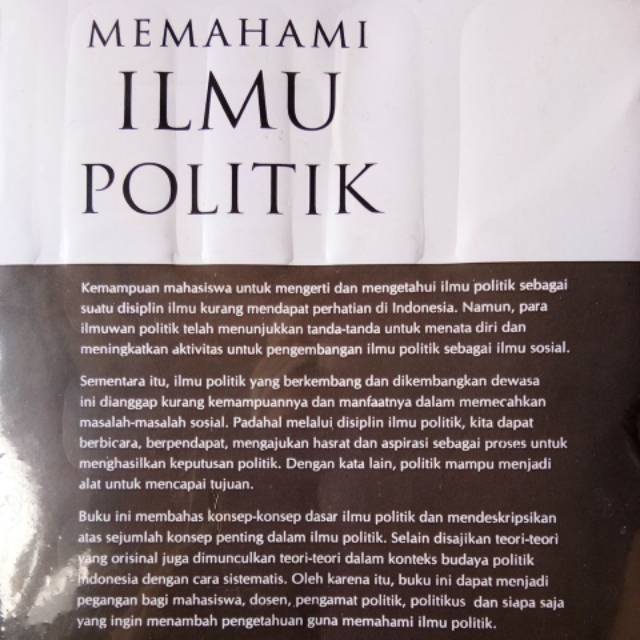 MEMAHAMI
ILMU
POLITIK
Kemampuan mahasiswa untuk mengerti dan mengetahui ilmu politik sebagai
suatu disiplin ilmu kurang mendapat perhatian di Indonesia. Namun, para
ilmuwan politik telah menunjukkan tanda-tanda untuk menata diri dan
meningkatkan aktivitas untuk pengembangan ilmu politik sebagai ilmu sosial.
Sementara itu, ilmu politik yang berkembang dan dikembangkan dewasa
ini dianggap kurang kemampuannya dan manfaatnya dalam memecahkan
masalah-masalah sosial. Padahal melalui disiplin ilmu politik, kita dapat
berbicara, berpendapat, mengajukan hasrat dan aspirasi sebagai proses untuk
menghasilkan keputusan politik. Dengan kata lain, politik mampu menjadi
alat untuk mencapai tujuan.
Buku ini membahas konsep-konsep dasar ilmu politik dan mendeskripsikan
atas sejumlah konsep penting dalam ilmu politik. Selain disajikan teori-teori
yang orisinal juga dimunculkan teori-teori dalam konteks budaya politik
Indonesia dengan cara sistematis. Oleh karena itu, buku ini dapat menjadi
pegangan bagi mahasiswa, dosen, pengamat politik, politikus dan siapa saja
yang ingin menambah pengetahuan guna memahami ilmu politik.